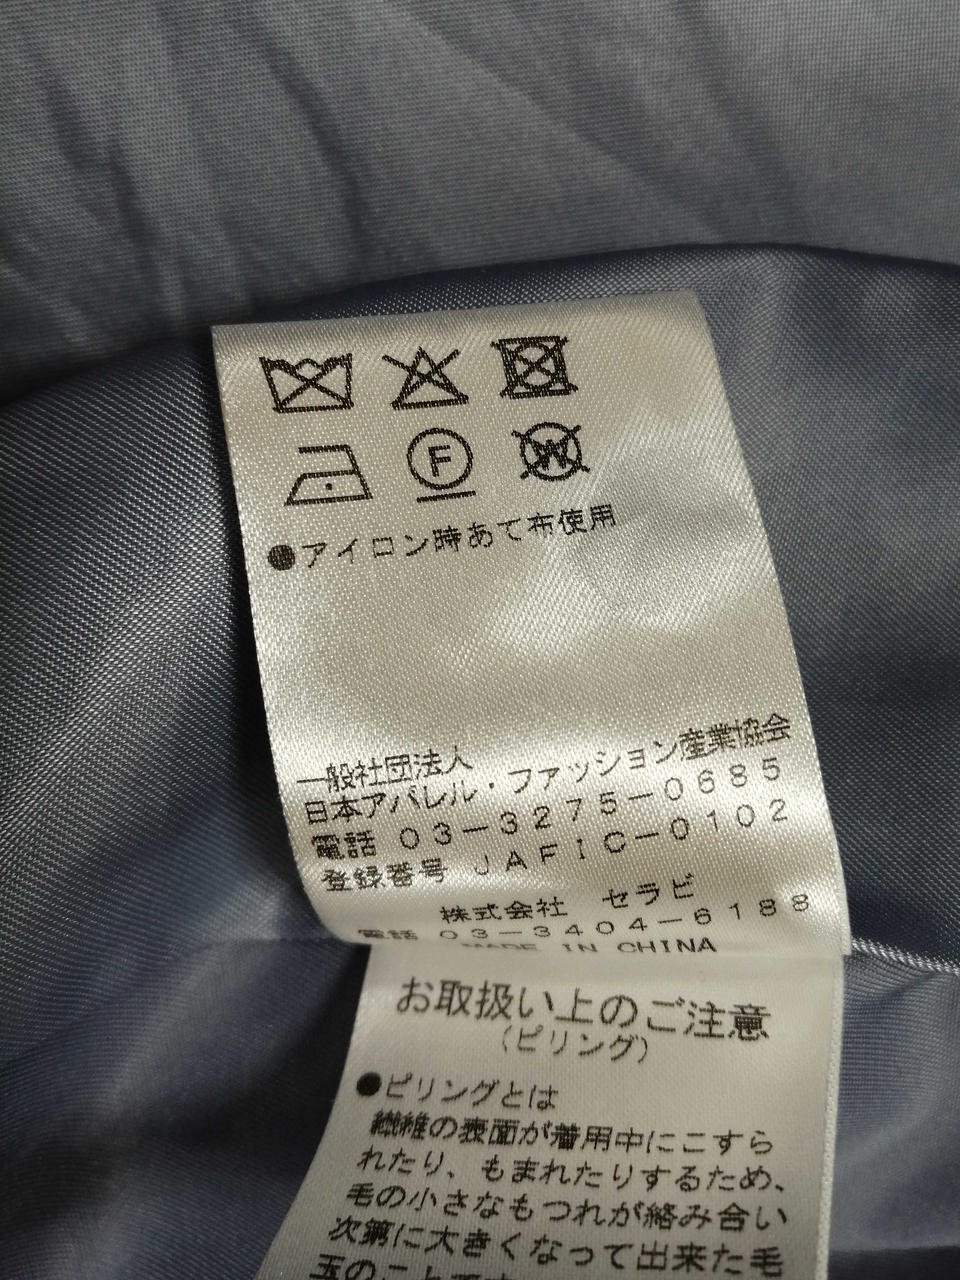 F
W
●アイロン時あて布使用
一般社団法人
日本アパレル・ファッション産業協会
電話 03-3275-0685
登録番号 JAFIC-0102
株式会社 セラビ
電話 03-3404-6188
MADE IN CHINA
お取扱い上のご注意
(ピリング)
●ピリングとは
繊維の表面が着用中にこすら
れたり、もまれたりするため、
毛の小さなもつれが絡み合い
次第に大きくなって出来た毛
玉のことです